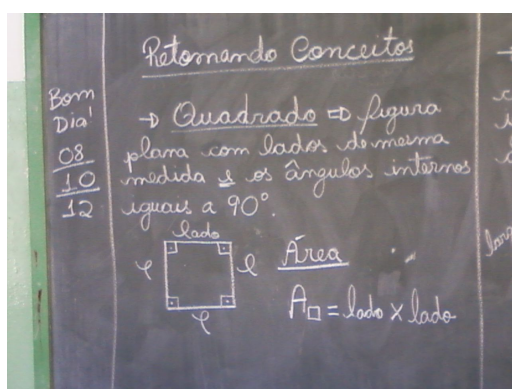 Retomando Conceitos
Bom
Dia!
08
10
12
→ Quadrado ⇒ figura
plana com lados de mesma
medida e os ângulos internos
iguais a 90°.
lado
l
l
l
Área
A□ = lado x lado